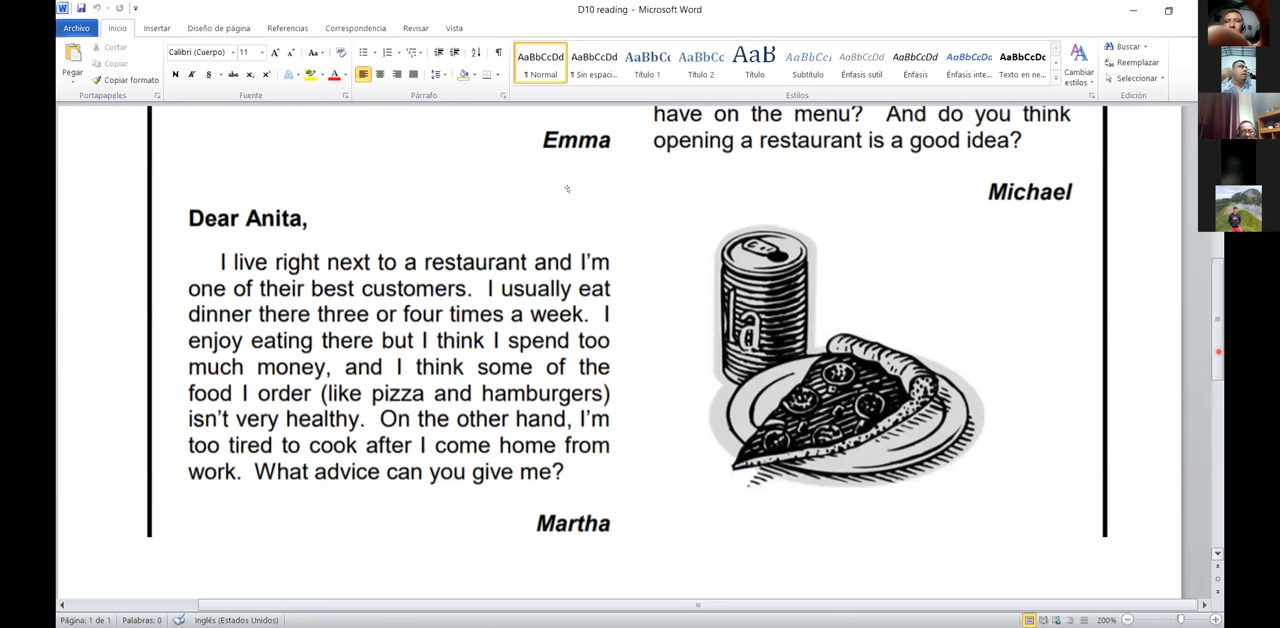 D10 reading - Microsoft Word
Archivo Inicio Insertar Diseño de página Referencias Correspondencia Revisar Vista
Pegar
Cortar
Copiar
Copiar formato
Portapapeles
Calibri (Cuerpo) 11
N K S abc x₂ x² A
Fuente
Párrafo
AaBbCcDd AaBbCcDd AaBbCc AaBbCc AaB AaBbCcI AaBbCcDd AaBbCcDd AaBbCcDd AaBbCcDc
¶ Normal ¶ Sin espaci... Título 1 Título 2 Título Subtítulo Énfasis sutil Énfasis Énfasis inte... Texto en ne...
Estilos
Cambiar
estilos
Buscar
Reemplazar
Seleccionar
Edición
Emma
Dear Anita,
I live right next to a restaurant and I'm
one of their best customers. I usually eat
dinner there three or four times a week. I
enjoy eating there but I think I spend too
much money, and I think some of the
food I order (like pizza and hamburgers)
isn't very healthy. On the other hand, I'm
too tired to cook after I come home from
work. What advice can you give me?
Martha
have on the menu? And do you think
opening a restaurant is a good idea?
Michael
la
Página: 1 de 1 Palabras: 0 Inglés (Estados Unidos) 200%